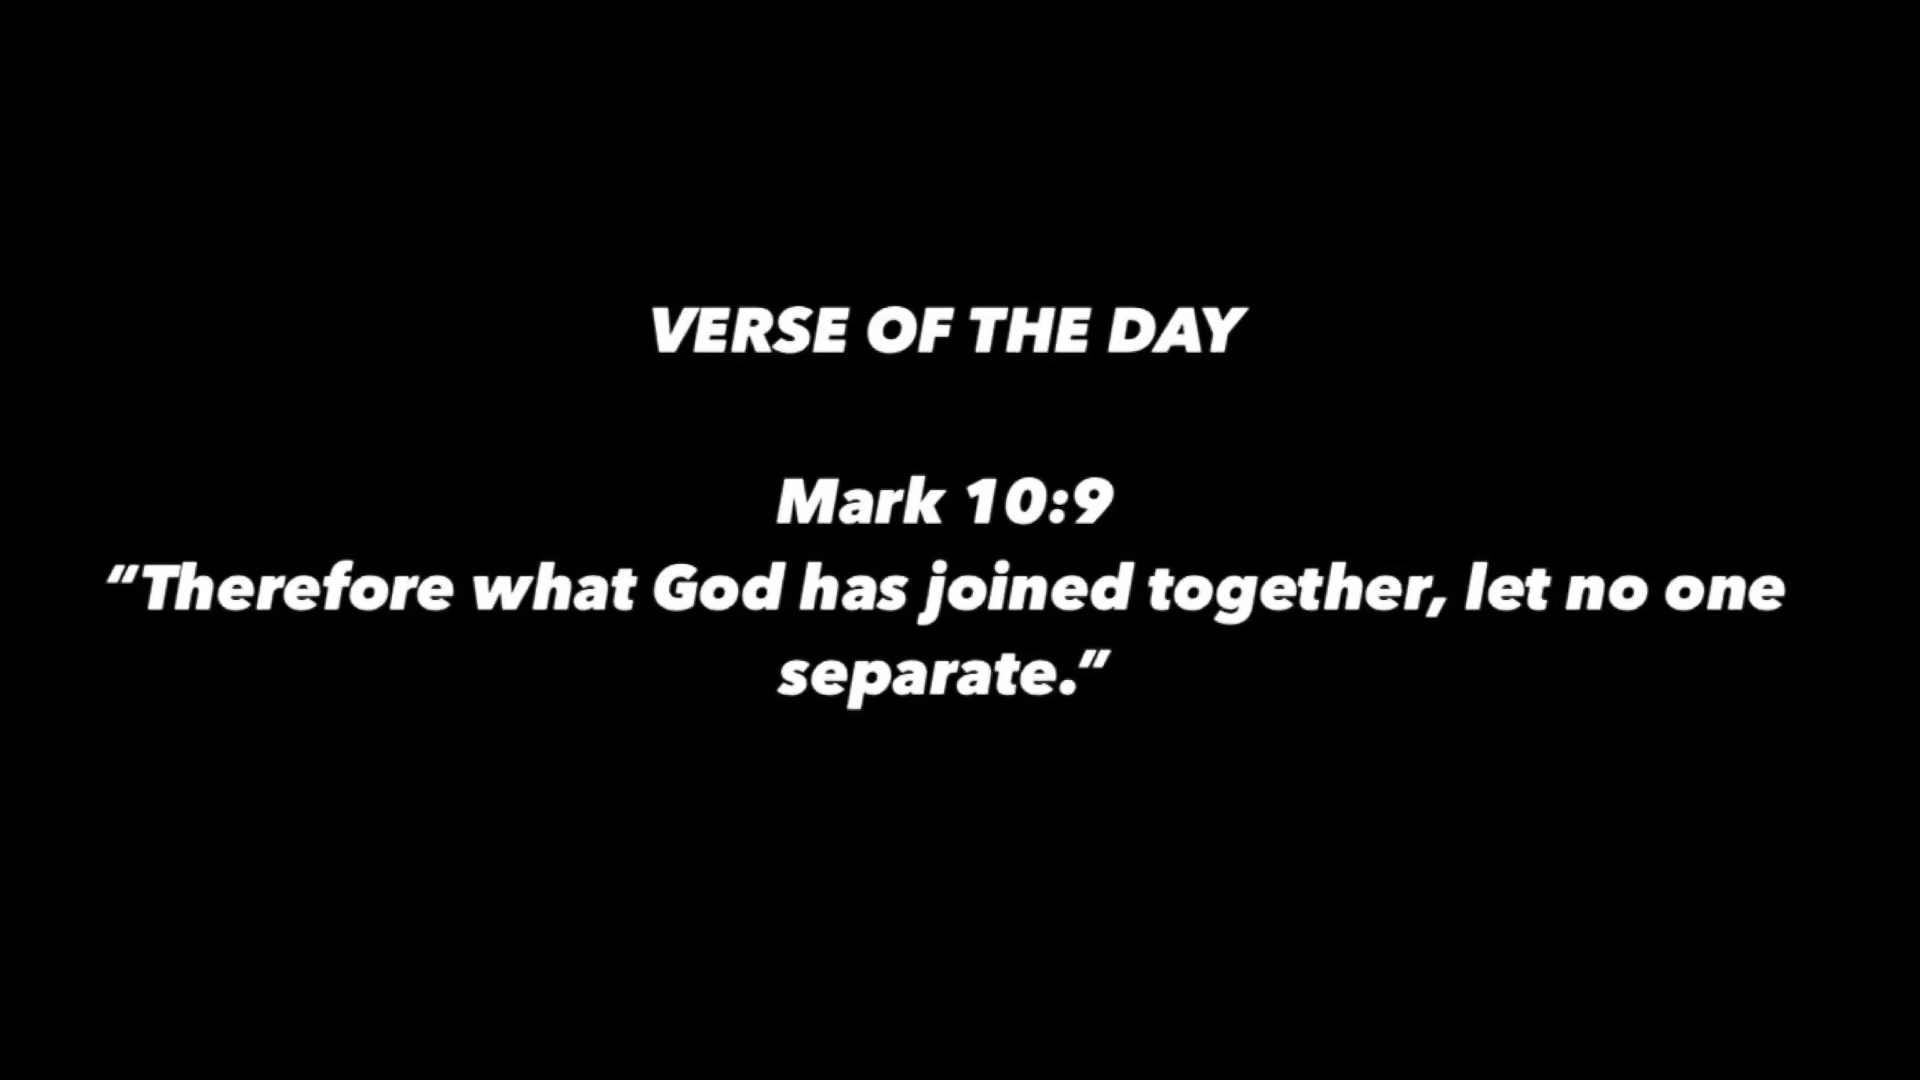 VERSE OF THE DAY
Mark 10:9
“Therefore what God has joined together, let no one
separate.”